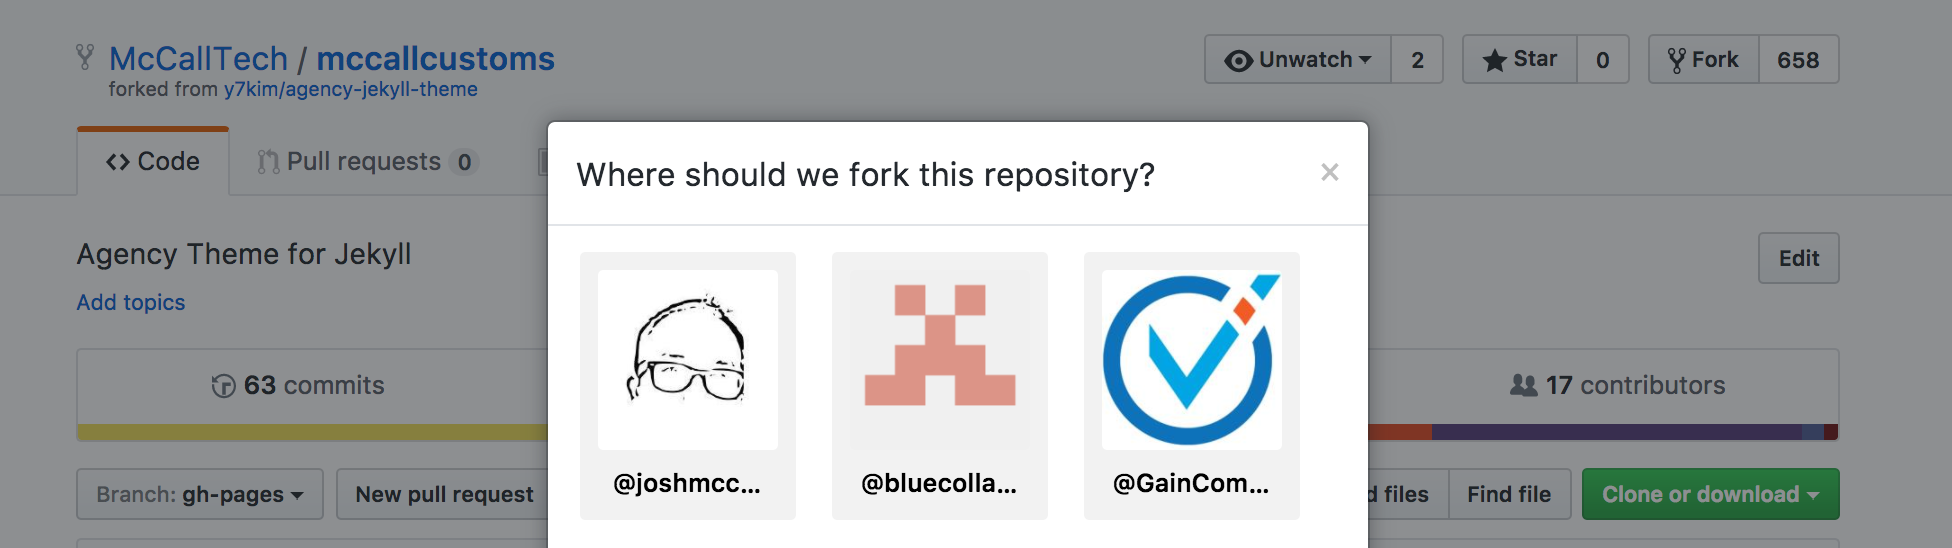 McCallTech / mccallcustoms
forked from y7kim/agency-jekyll-theme
Unwatch 2
Star 0
Fork 658
Code
Pull requests 0
Where should we fork this repository?
×
Agency Theme for Jekyll
Edit
Add topics
63 commits
17 contributors
@joshmcc...
@bluecolla...
@GainCom...
Branch: gh-pages
New pull request
files
Find file
Clone or download